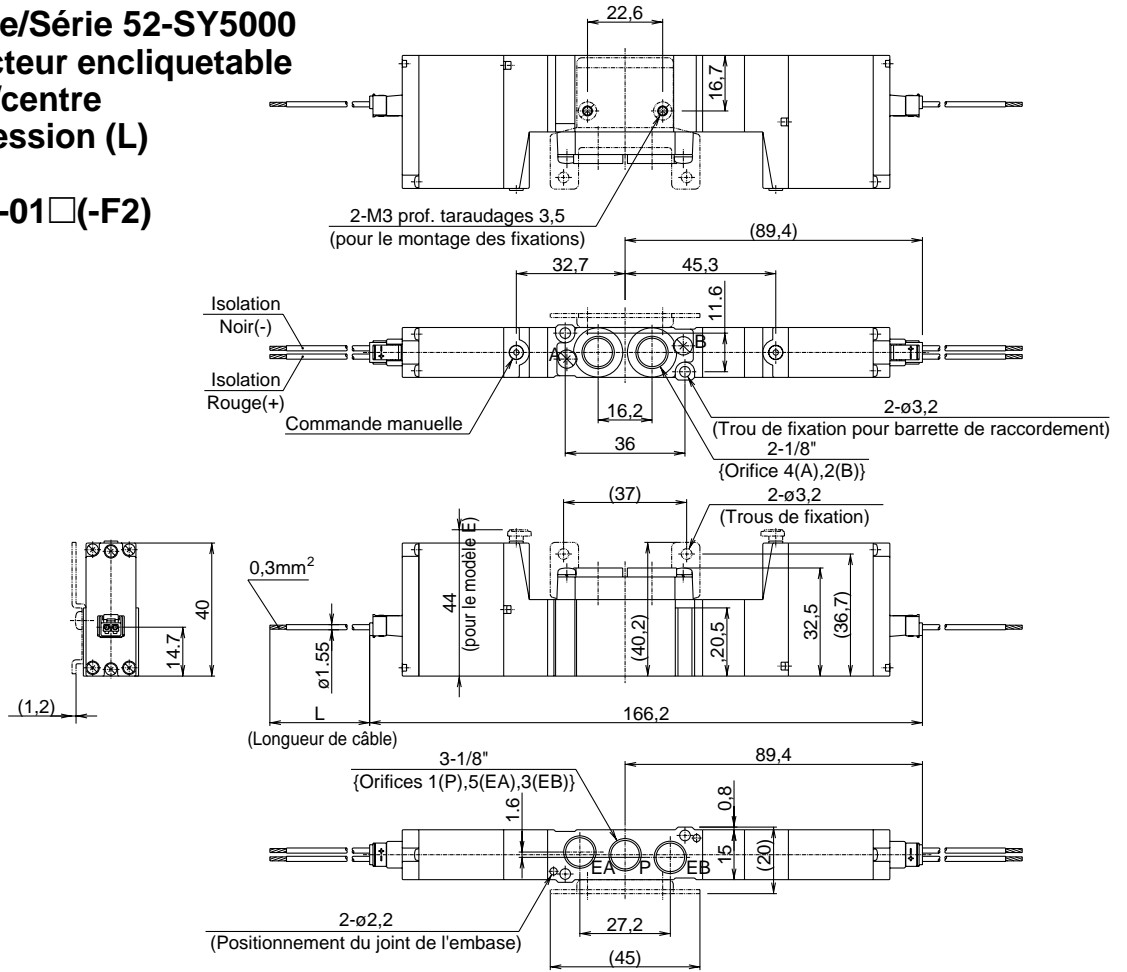 e/Série 52-SY5000
cteur encliquetable
/centre
ession (L)
-01□(-F2)
22,6
16,7
2-M3 prof. taraudages 3,5
(pour le montage des fixations)
(89,4)
32,7
45,3
11.6
Isolation
Noir(-)
A
B
Isolation
Rouge(+)
Commande manuelle
16,2
36
2-ø3,2
(Trou de fixation pour barrette de raccordement)
2-1/8"
{Orifice 4(A),2(B)}
(37)
2-ø3,2
(Trous de fixation)
0,3mm²
40
14.7
(1,2)
ø1.55
44
(pour le modèle E)
(40,2)
20,5
32,5
(36,7)
L
(Longueur de câble)
166,2
3-1/8"
{Orifices 1(P),5(EA),3(EB)}
89,4
1.6
0,8
15
(20)
EA
P
EB
2-ø2,2
(Positionnement du joint de l'embase)
27,2
(45)